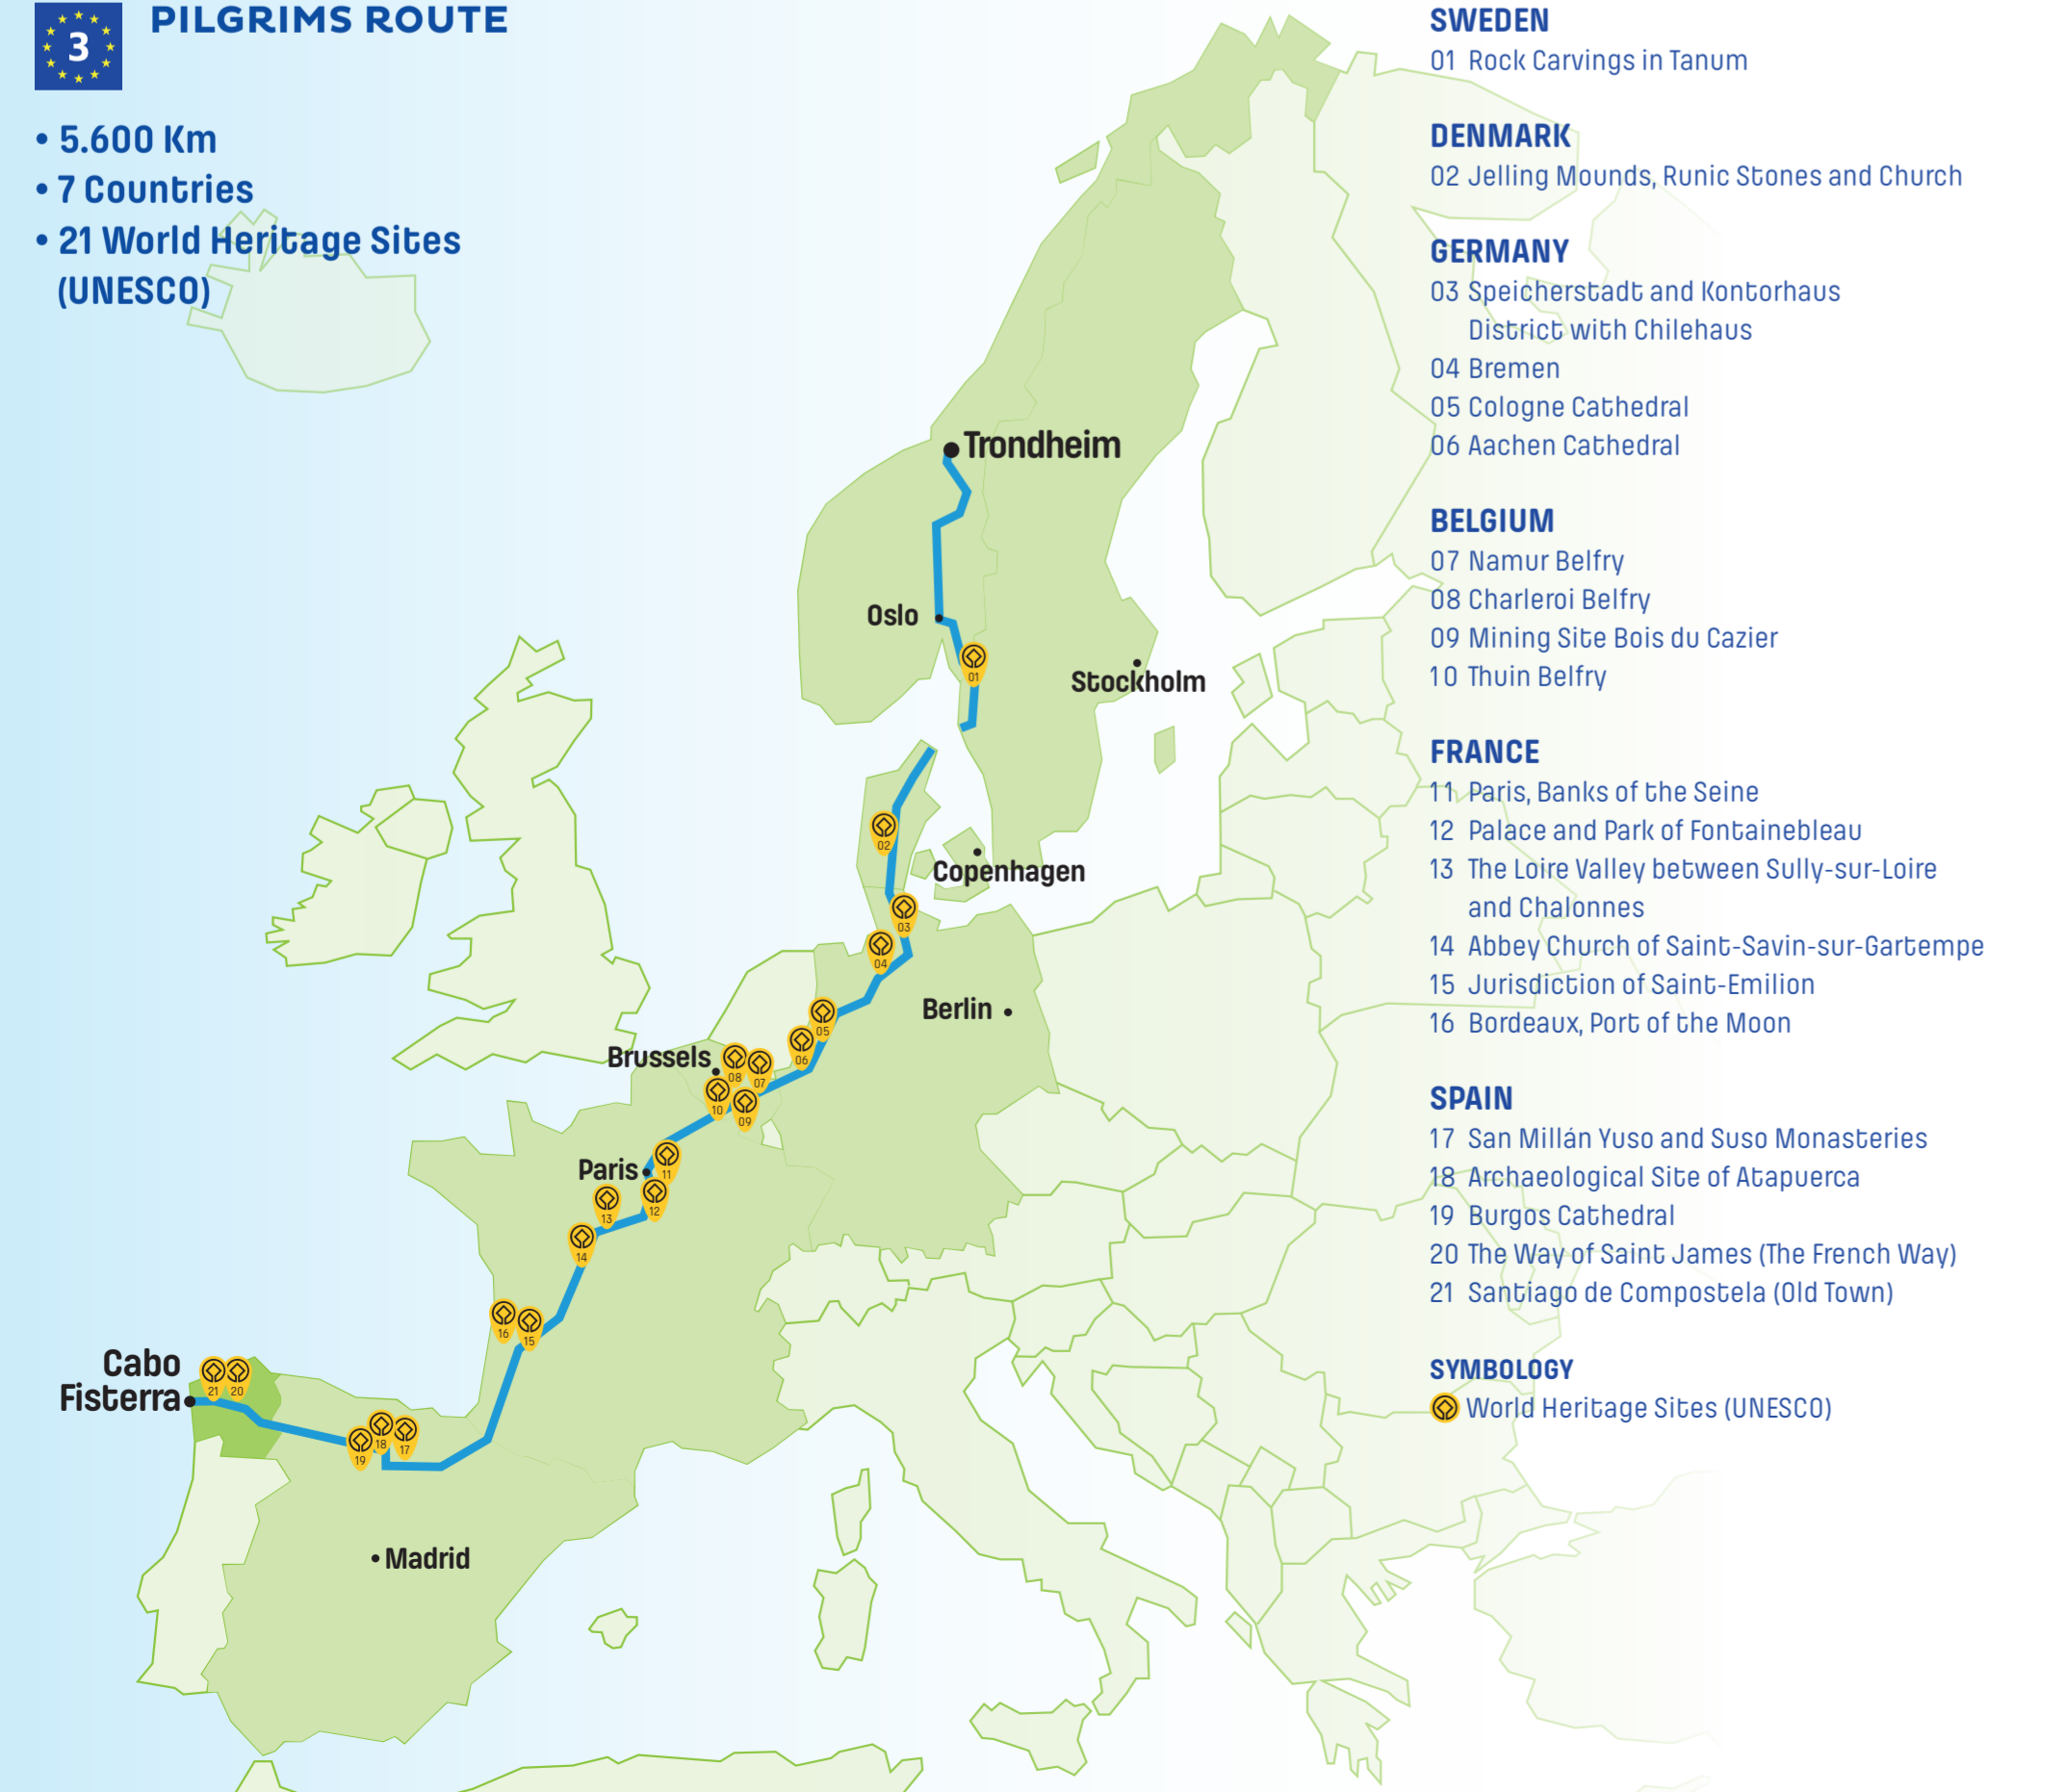 3
PILGRIMS ROUTE
• 5.600 Km
• 7 Countries
• 21 World Heritage Sites
(UNESCO)
Trondheim
Oslo
01
Stockholm
02
Copenhagen
03
04
Berlin
05
06
Brussels
08
07
10
09
Paris
11
12
13
14
16
15
Cabo
Fisterra
21
20
19
18
17
Madrid
SWEDEN
01 Rock Carvings in Tanum
DENMARK
02 Jelling Mounds, Runic Stones and Church
GERMANY
03 Speicherstadt and Kontorhaus
District with Chilehaus
04 Bremen
05 Cologne Cathedral
06 Aachen Cathedral
BELGIUM
07 Namur Belfry
08 Charleroi Belfry
09 Mining Site Bois du Cazier
10 Thuin Belfry
FRANCE
11 Paris, Banks of the Seine
12 Palace and Park of Fontainebleau
13 The Loire Valley between Sully-sur-Loire
and Chalonnes
14 Abbey Church of Saint-Savin-sur-Gartempe
15 Jurisdiction of Saint-Emilion
16 Bordeaux, Port of the Moon
SPAIN
17 San Millán Yuso and Suso Monasteries
18 Archaeological Site of Atapuerca
19 Burgos Cathedral
20 The Way of Saint James (The French Way)
21 Santiago de Compostela (Old Town)
SYMBOLOGY
World Heritage Sites (UNESCO)